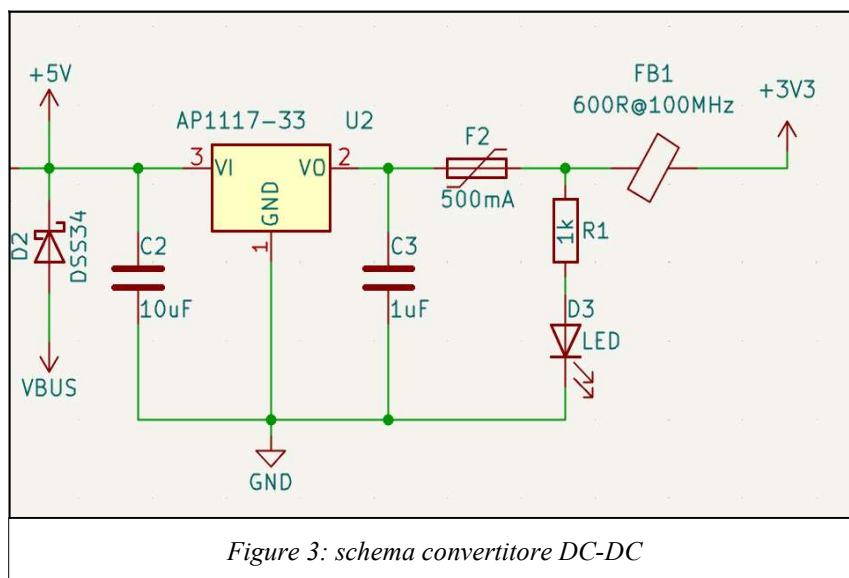 +5V
AP1117-33
U2
FB1
600R@100MHz
+3V3
3
VI
VO
2
GND
1
F2
500mA
D2
DSS34
C2
10uF
C3
1uF
1k
R1
D3
LED
VBUS
GND
Figure 3: schema convertitore DC-DC